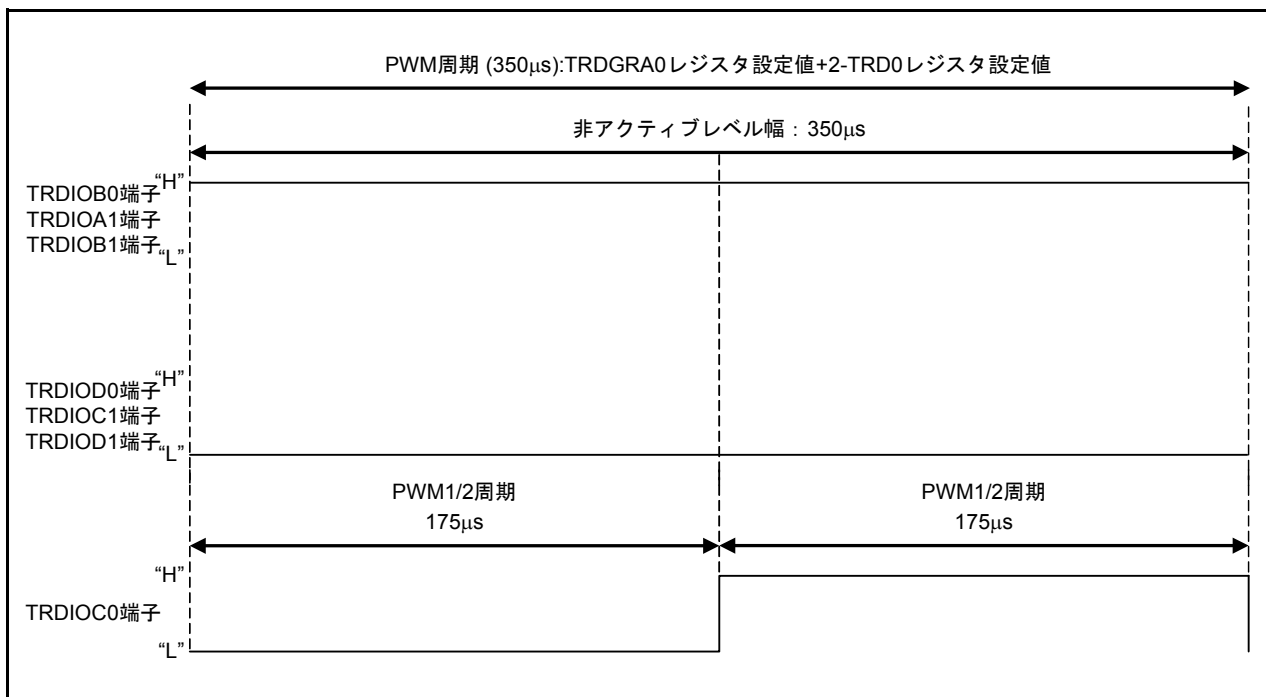 PWM周期 (350μs):TRDGRA0レジスタ設定値+2-TRD0レジスタ設定値
非アクティブレベル幅：350μs
“H”
TRDIOB0端子
TRDIOA1端子
TRDIOB1端子
“L”
“H”
TRDIOD0端子
TRDIOC1端子
TRDIOD1端子
“L”
PWM1/2周期
175μs
PWM1/2周期
175μs
“H”
TRDIOC0端子
“L”